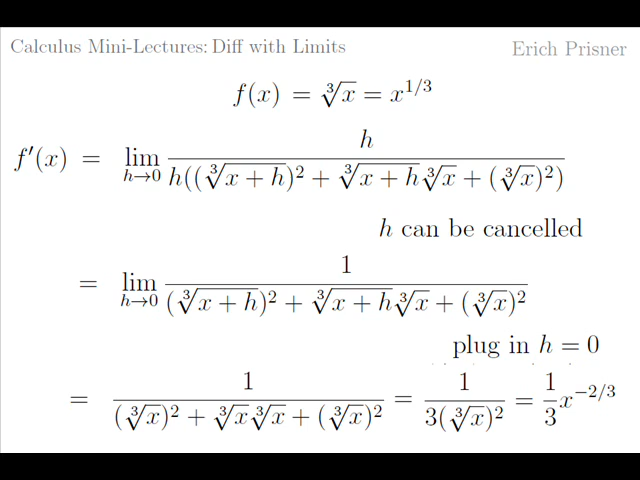 Calculus Mini-Lectures: Diff with Limits
Erich Prisner
f(x) = ∛x = x^{1/3}
f′(x) = lim_{h→0} h / (h((∛(x + h))² + ∛(x + h)∛x + (∛x)²))
h can be cancelled
= lim_{h→0} 1 / ((∛(x + h))² + ∛(x + h)∛x + (∛x)²)
plug in h = 0
= 1 / ((∛x)² + ∛x∛x + (∛x)²) = 1 / (3(∛x)²) = 1/3 x^{−2/3}